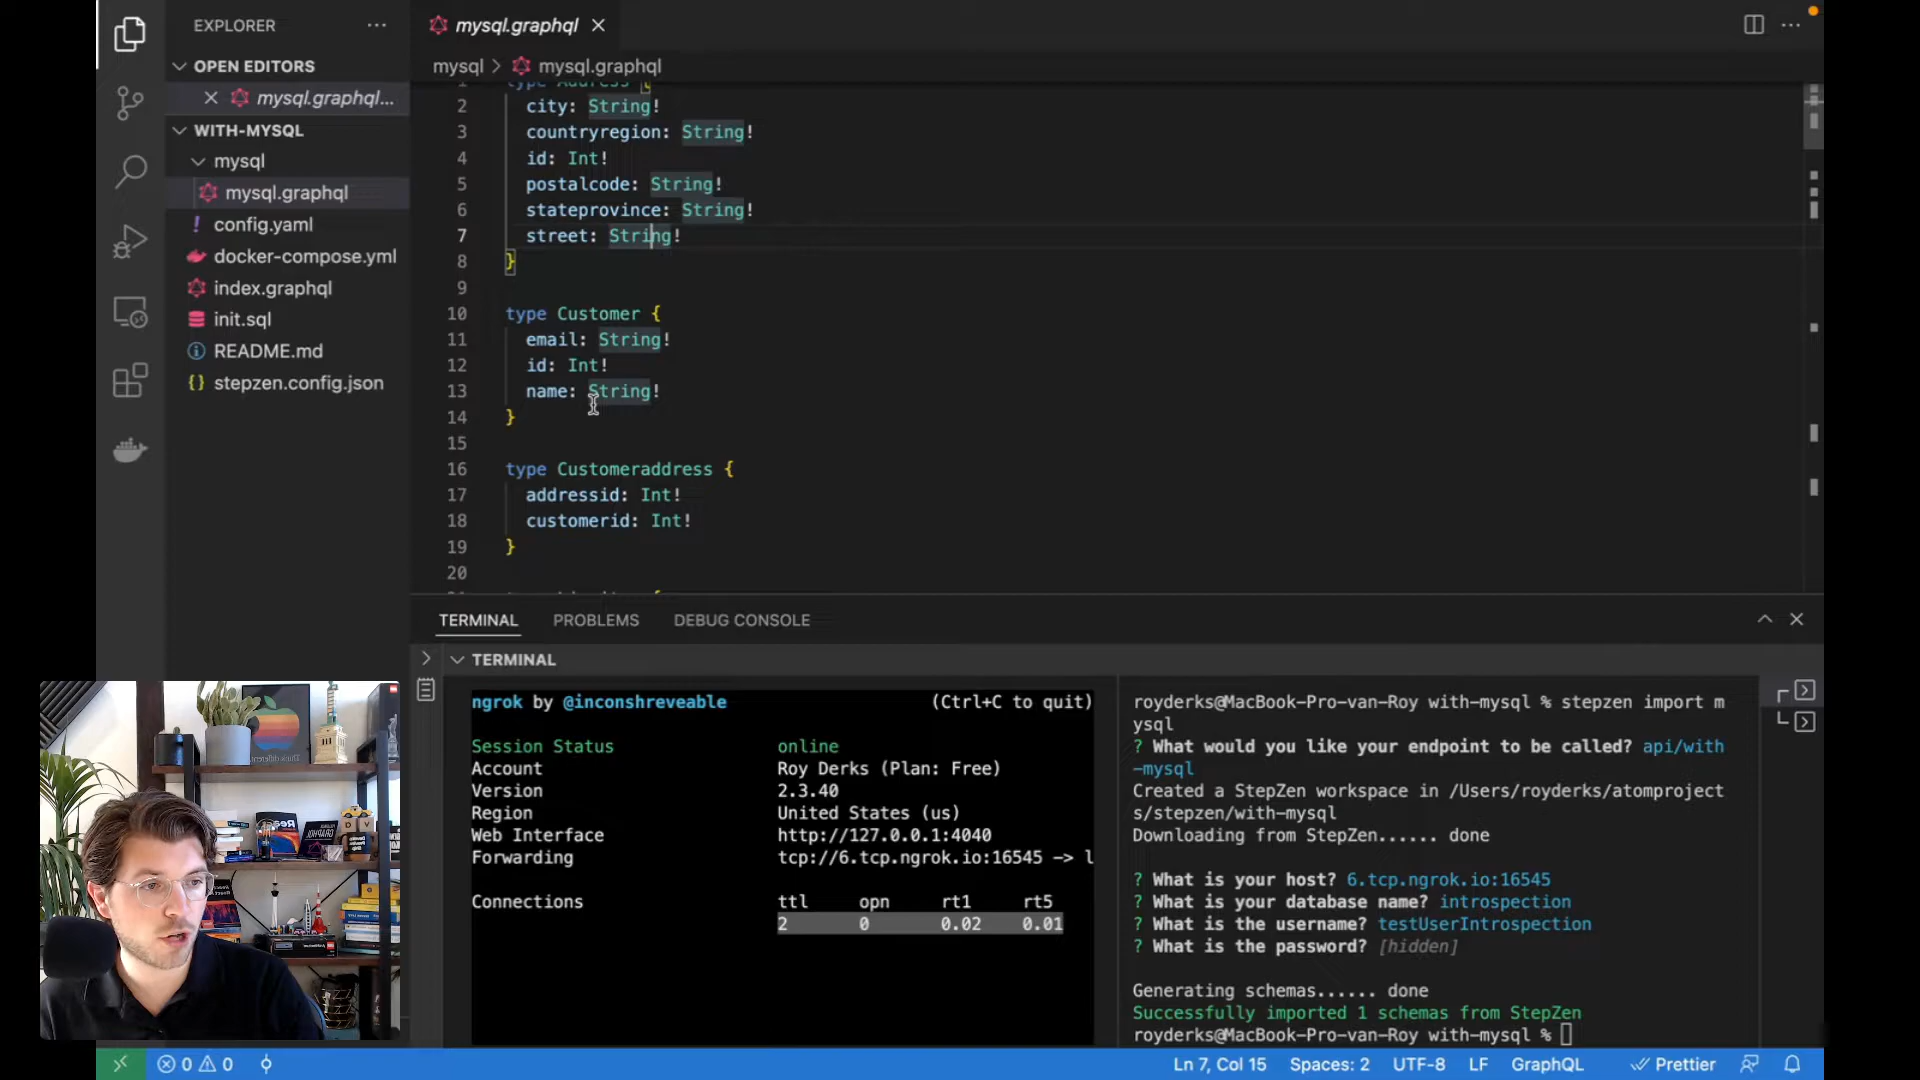 EXPLORER
OPEN EDITORS
mysql.graphql...
WITH-MYSQL
mysql
mysql.graphql
config.yaml
docker-compose.yml
index.graphql
init.sql
README.md
stepzen.config.json
mysql.graphql
mysql > mysql.graphql
1 type Address {
2 city: String!
3 countryregion: String!
4 id: Int!
5 postalcode: String!
6 stateprovince: String!
7 street: String!
8 }
9
10 type Customer {
11 email: String!
12 id: Int!
13 name: String!
14 }
15
16 type Customeraddress {
17 addressid: Int!
18 customerid: Int!
19 }
20
TERMINAL PROBLEMS DEBUG CONSOLE
TERMINAL
ngrok by @inconshreveable (Ctrl+C to quit)
Session Status online
Account Roy Derks (Plan: Free)
Version 2.3.40
Region United States (us)
Web Interface http://127.0.0.1:4040
Forwarding tcp://6.tcp.ngrok.io:16545 -> l
Connections ttl opn rt1 rt5
2 0 0.02 0.01
royderks@MacBook-Pro-van-Roy with-mysql % stepzen import m
ysql
? What would you like your endpoint to be called? api/with
-mysql
Created a StepZen workspace in /Users/royderks/atomproject
s/stepzen/with-mysql
Downloading from StepZen...... done
? What is your host? 6.tcp.ngrok.io:16545
? What is your database name? introspection
? What is the username? testUserIntrospection
? What is the password? [hidden]
Generating schemas...... done
Successfully imported 1 schemas from StepZen
royderks@MacBook-Pro-van-Roy with-mysql %
0 0
Ln 7, Col 15 Spaces: 2 UTF-8 LF GraphQL Prettier